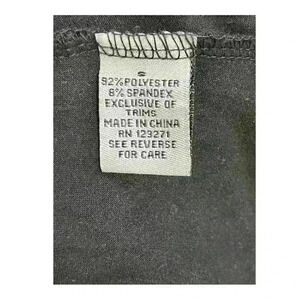 S
92% POLYESTER
8% SPANDEX
EXCLUSIVE OF
TRIMS
MADE IN CHINA
RN 123271
SEE REVERSE
FOR CARE